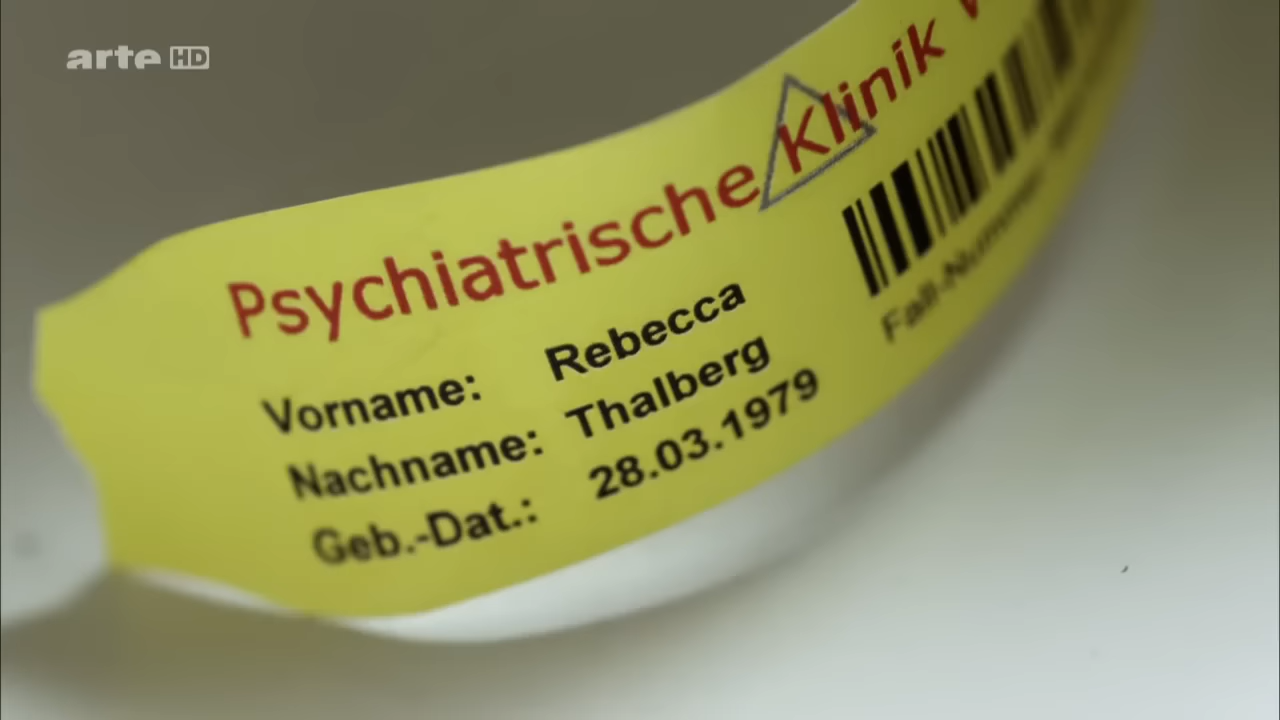 arte HD
Psychiatrische Klinik
Vorname: Rebecca
Nachname: Thalberg
Geb.-Dat.: 28.03.1979
Fall-Nummer